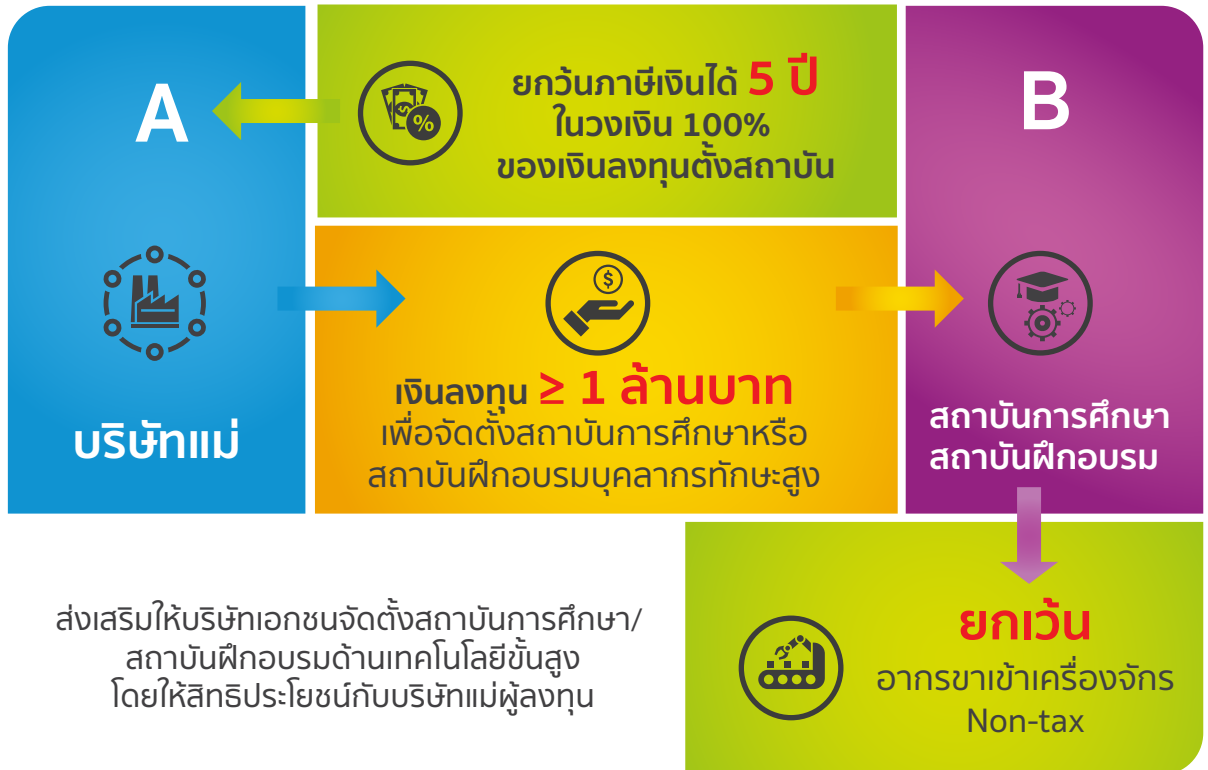 A
บริษัทแม่
ยกว้นภาษีเงินได้ 5 ปี
ในวงเงิน 100%
ของเงินลงทุนตั้งสถาบัน
เงินลงทุน ≥ 1 ล้านบาท
เพื่อจัดตั้งสถาบันการศึกษาหรือ
สถาบันฝึกอบรมบุคลากรทักษะสูง
B
สถาบันการศึกษา
สถาบันฝึกอบรม
ส่งเสริมให้บริษัทเอกชนจัดตั้งสถาบันการศึกษา/
สถาบันฝึกอบรมด้านเทคโนโลยีขั้นสูง
โดยให้สิทธิประโยชน์กับบริษัทแม่ผู้ลงทุน
ยกเว้น
อากรขาเข้าเครื่องจักร
Non-tax